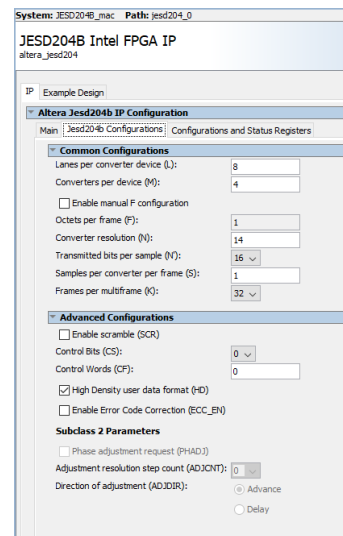 System: JESD204B_mac Path: jesd204_0
JESD204B Intel FPGA IP
altera_jesd204
IP Example Design
Altera Jesd204b IP Configuration
Main Jesd204b Configurations Configurations and Status Registers
Common Configurations
Lanes per converter device (L): 8
Converters per device (M): 4
Enable manual F configuration
Octets per frame (F): 1
Converter resolution (N): 14
Transmitted bits per sample (N'): 16
Samples per converter per frame (S): 1
Frames per multiframe (K): 32
Advanced Configurations
Enable scramble (SCR)
Control Bits (CS): 0
Control Words (CF): 0
High Density user data format (HD)
Enable Error Code Correction (ECC_EN)
Subclass 2 Parameters
Phase adjustment request (PHADJ)
Adjustment resolution step count (ADJCNT): 0
Direction of adjustment (ADJDIR): Advance
Delay